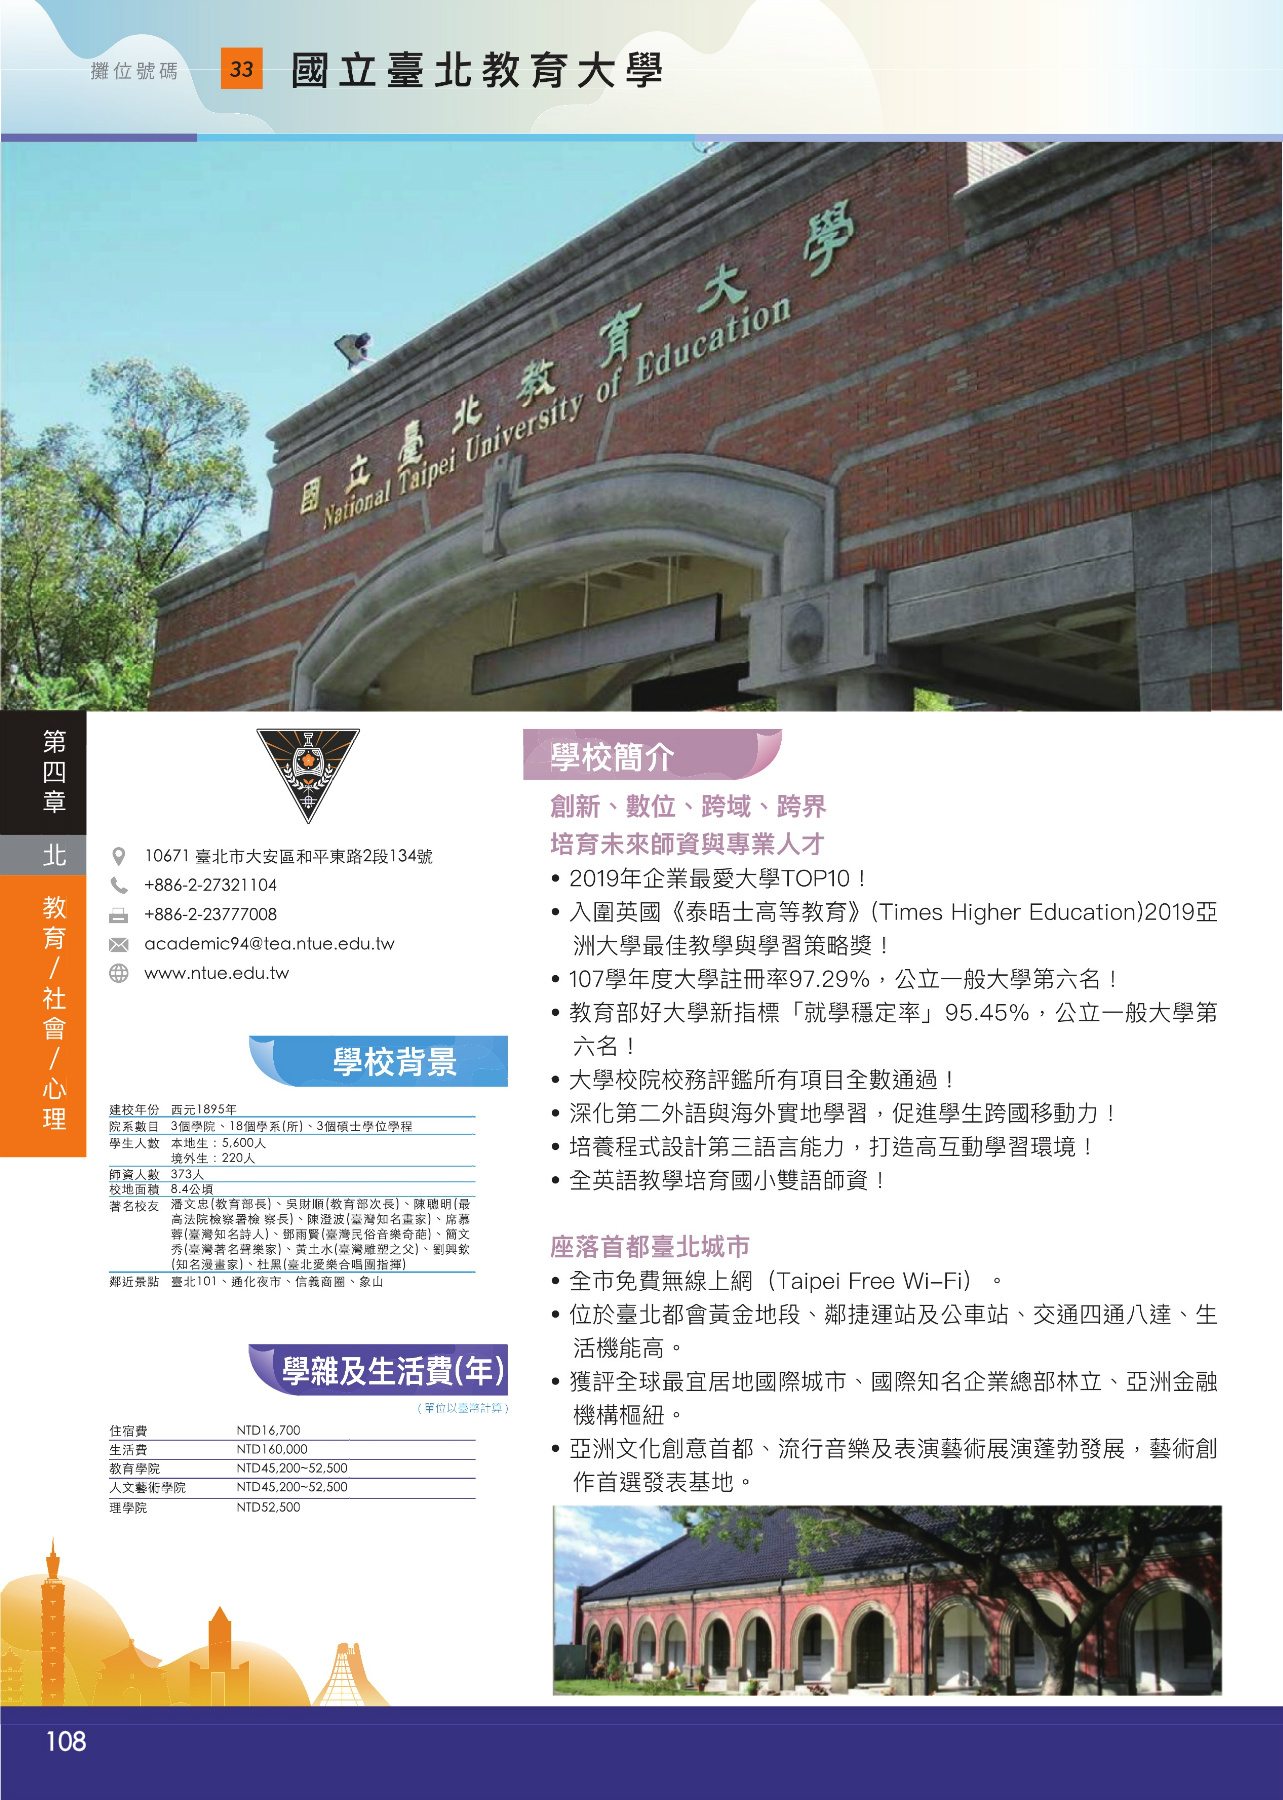 攤位號碼 33 國立臺北教育大學
國立臺北教育大學
National Taipei University of Education
第四章
北
教育/社會/心理
10671 臺北市大安區和平東路2段134號
+886-2-27321104
+886-2-23777008
academic94@tea.ntue.edu.tw
www.ntue.edu.tw
學校背景
建校年份 西元1895年
院系數目 3個學院、18個學系(所)、3個碩士學位學程
學生人數 本地生：5,600人
境外生：220人
師資人數 373人
校地面積 8.4公頃
著名校友 潘文忠(教育部長)、吳財順(教育部次長)、陳聰明(最
高法院檢察署檢 察長)、陳澄波(臺灣知名畫家)、席慕
蓉(臺灣知名詩人)、鄧雨賢(臺灣民俗音樂奇葩)、簡文
秀(臺灣著名聲樂家)、黃土水(臺灣雕塑之父)、劉興欽
(知名漫畫家)、杜黑(臺北愛樂合唱團指揮)
鄰近景點 臺北101、通化夜市、信義商圈、象山
學雜及生活費(年)
(單位以臺幣計算)
住宿費 NTD16,700
生活費 NTD160,000
教育學院 NTD45,200~52,500
人文藝術學院 NTD45,200~52,500
理學院 NTD52,500
學校簡介
創新、數位、跨域、跨界
培育未來師資與專業人才
• 2019年企業最愛大學TOP10！
• 入圍英國《泰晤士高等教育》(Times Higher Education)2019亞
洲大學最佳教學與學習策略獎！
• 107學年度大學註冊率97.29%，公立一般大學第六名！
• 教育部好大學新指標「就學穩定率」95.45%，公立一般大學第
六名！
• 大學校院校務評鑑所有項目全數通過！
• 深化第二外語與海外實地學習，促進學生跨國移動力！
• 培養程式設計第三語言能力，打造高互動學習環境！
• 全英語教學培育國小雙語師資！
座落首都臺北城市
• 全市免費無線上網（Taipei Free Wi-Fi）。
• 位於臺北都會黃金地段、鄰捷運站及公車站、交通四通八達、生
活機能高。
• 獲評全球最宜居地國際城市、國際知名企業總部林立、亞洲金融
機構樞紐。
• 亞洲文化創意首都、流行音樂及表演藝術展演蓬勃發展，藝術創
作首選發表基地。
108